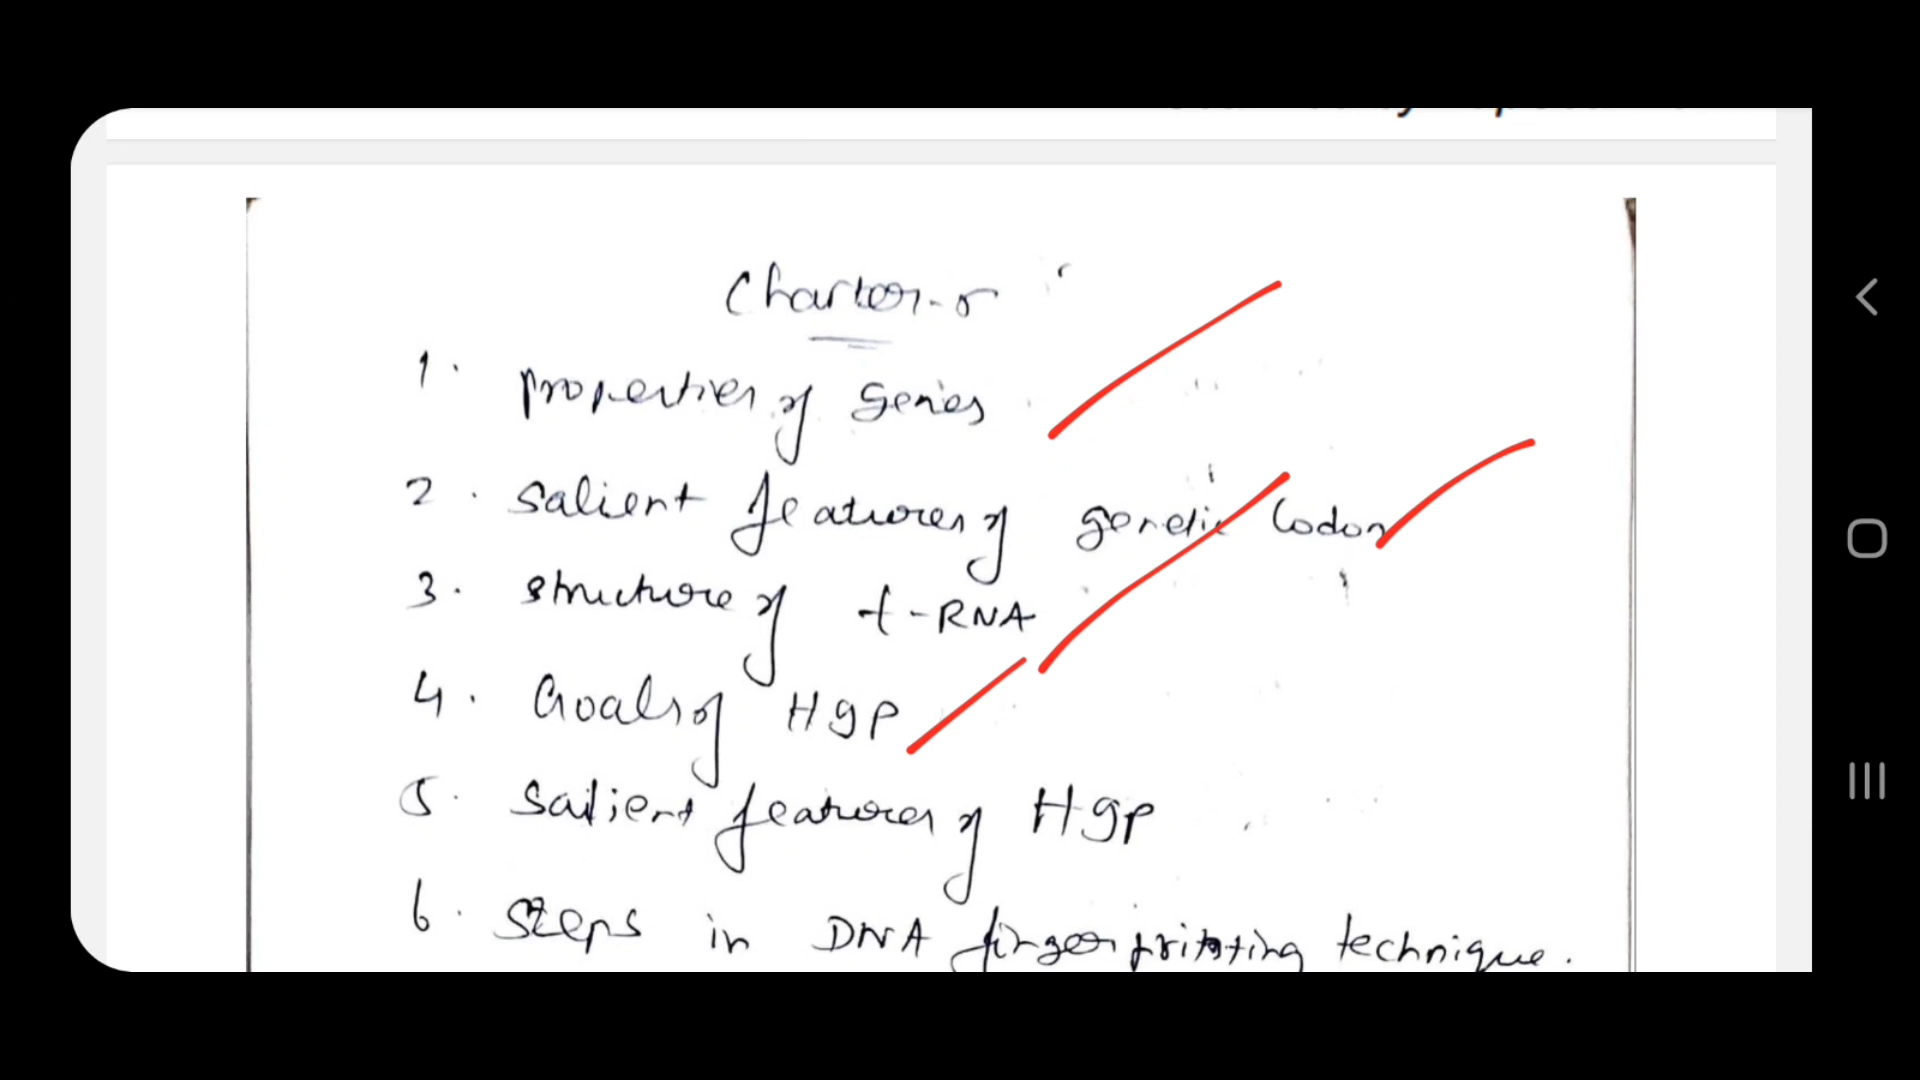 Chapter-5
1. properties of genes
2. salient features of genetic codon
3. structure of t-RNA
4. Goals of Hgp
5. salient features of Hgp
6. Steps in DNA fingerprinting technique.